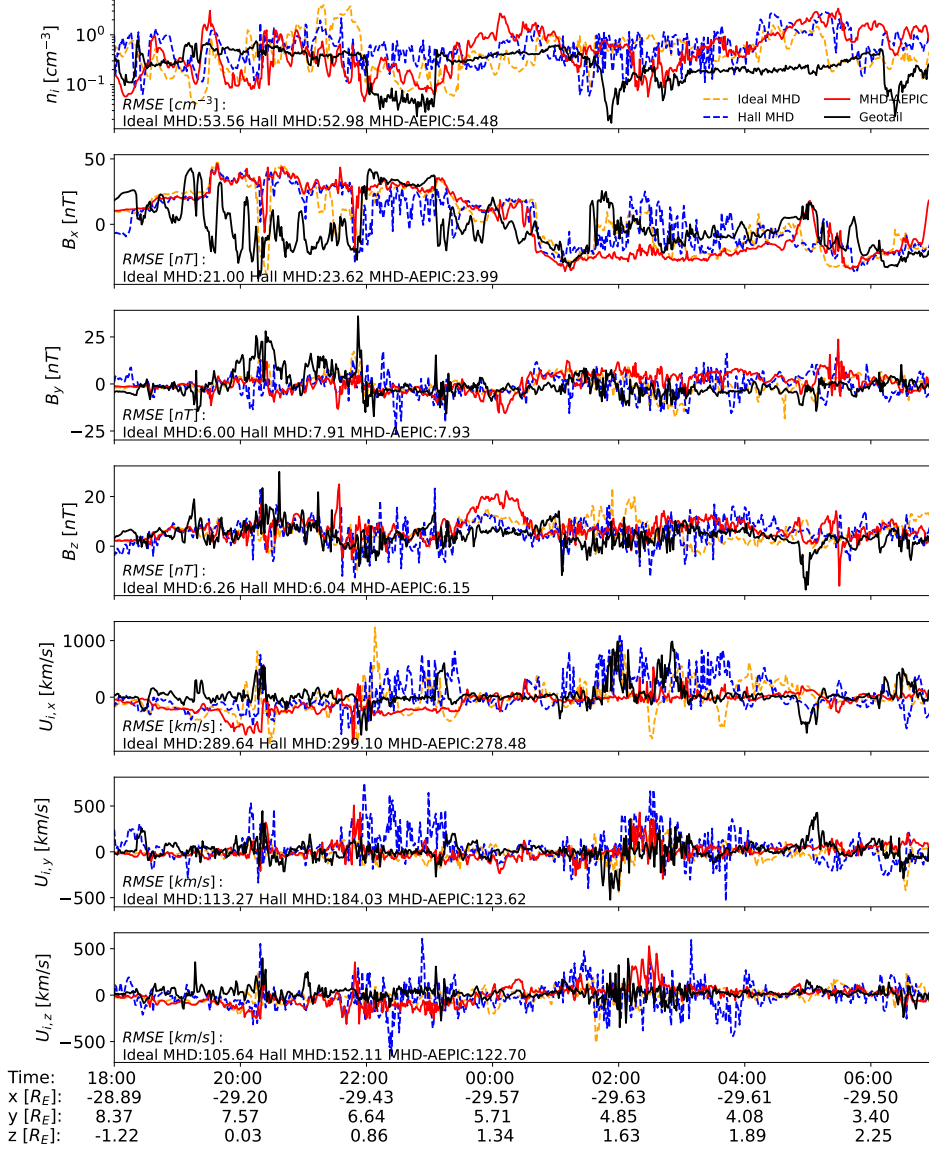 n_i [cm^{-3}]
10^0
10^{-1}
RMSE [cm^{-3}] :
Ideal MHD:53.56 Hall MHD:52.98 MHD-AEPIC:54.48
Ideal MHD
Hall MHD
MHD-AEPIC
Geotail
B_x [nT]
50
0
RMSE [nT] :
Ideal MHD:21.00 Hall MHD:23.62 MHD-AEPIC:23.99
B_y [nT]
25
0
−25
RMSE [nT] :
Ideal MHD:6.00 Hall MHD:7.91 MHD-AEPIC:7.93
B_z [nT]
20
0
RMSE [nT] :
Ideal MHD:6.26 Hall MHD:6.04 MHD-AEPIC:6.15
U_{i,x} [km/s]
1000
0
RMSE [km/s] :
Ideal MHD:289.64 Hall MHD:299.10 MHD-AEPIC:278.48
U_{i,y} [km/s]
500
0
−500
RMSE [km/s] :
Ideal MHD:113.27 Hall MHD:184.03 MHD-AEPIC:123.62
U_{i,z} [km/s]
500
0
−500
RMSE [km/s] :
Ideal MHD:105.64 Hall MHD:152.11 MHD-AEPIC:122.70
Time: 18:00 20:00 22:00 00:00 02:00 04:00 06:00
x [R_E]: -28.89 -29.20 -29.43 -29.57 -29.63 -29.61 -29.50
y [R_E]: 8.37 7.57 6.64 5.71 4.85 4.08 3.40
z [R_E]: -1.22 0.03 0.86 1.34 1.63 1.89 2.25